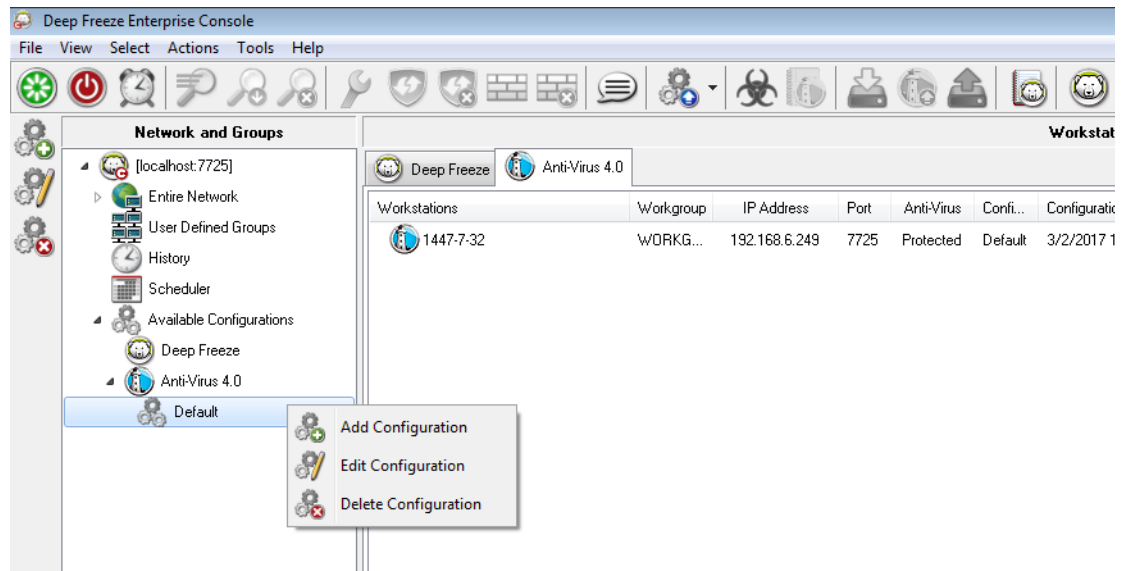 Deep Freeze Enterprise Console
File View Select Actions Tools Help
Network and Groups
Workstat
[localhost:7725]
Entire Network
User Defined Groups
History
Scheduler
Available Configurations
Deep Freeze
Anti-Virus 4.0
Default
Add Configuration
Edit Configuration
Delete Configuration
Deep Freeze Anti-Virus 4.0
Workstations Workgroup IP Address Port Anti-Virus Confi... Configuratic
1447-7-32 WORKG... 192.168.6.249 7725 Protected Default 3/2/2017 1